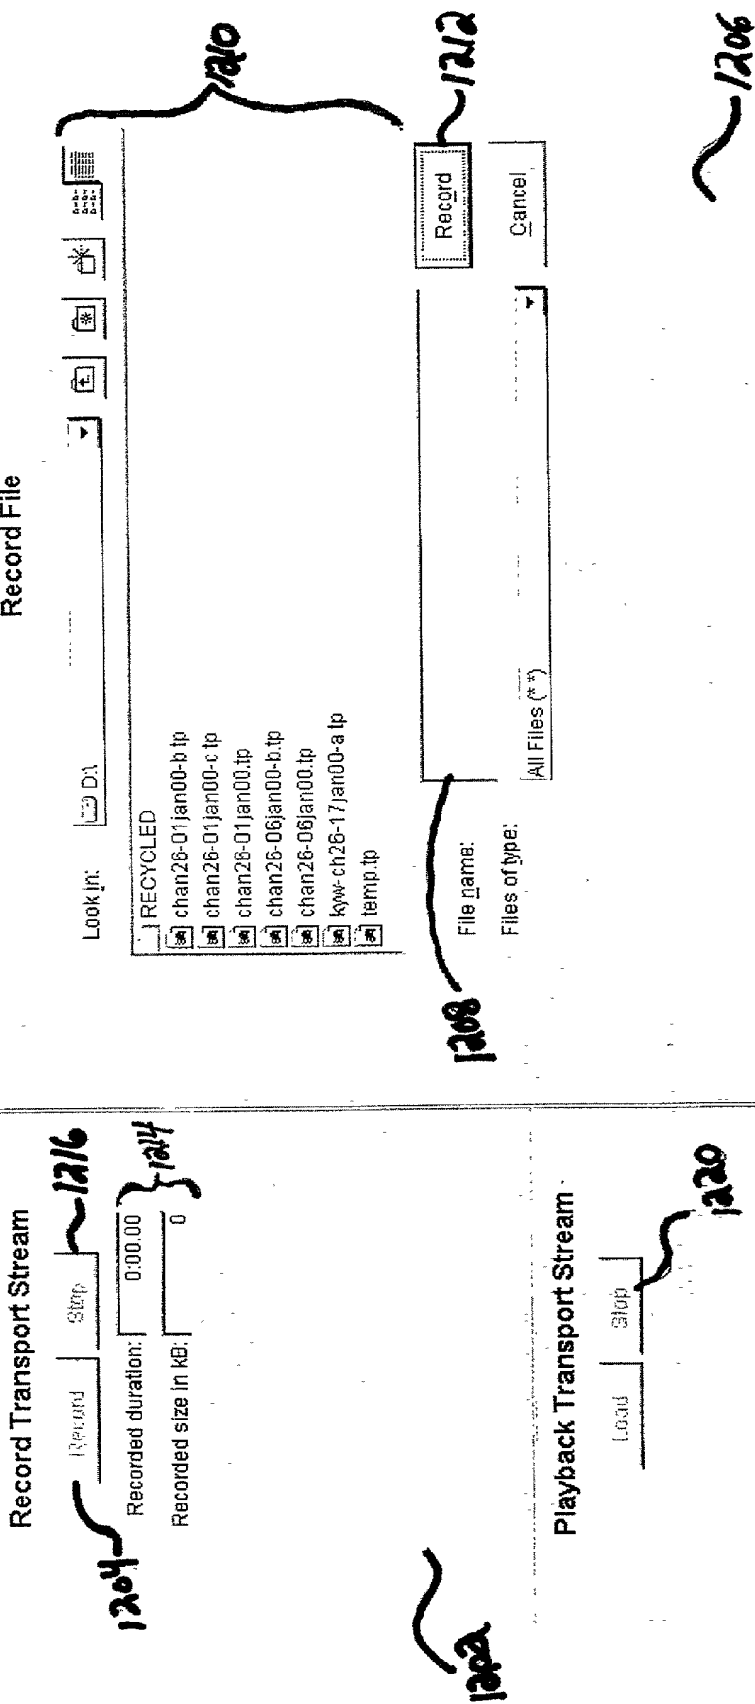 Record Transport Stream
Record Stop
1204
1216
Recorded duration: 0:00.00
Recorded size in kB: 0
1214
1202
Playback Transport Stream
Load Stop
1220
Record File
Look in: D:\
1210
RECYCLED
chan26-01jan00-b tp
chan26-01jan00-c tp
chan26-01jan00.tp
chan26-06jan00-b.tp
chan26-06jan00.tp
kyw-ch26-17jan00-a tp
temp.tp
1208
File name:
Record
1212
Files of type: All Files (* *)
Cancel
1206